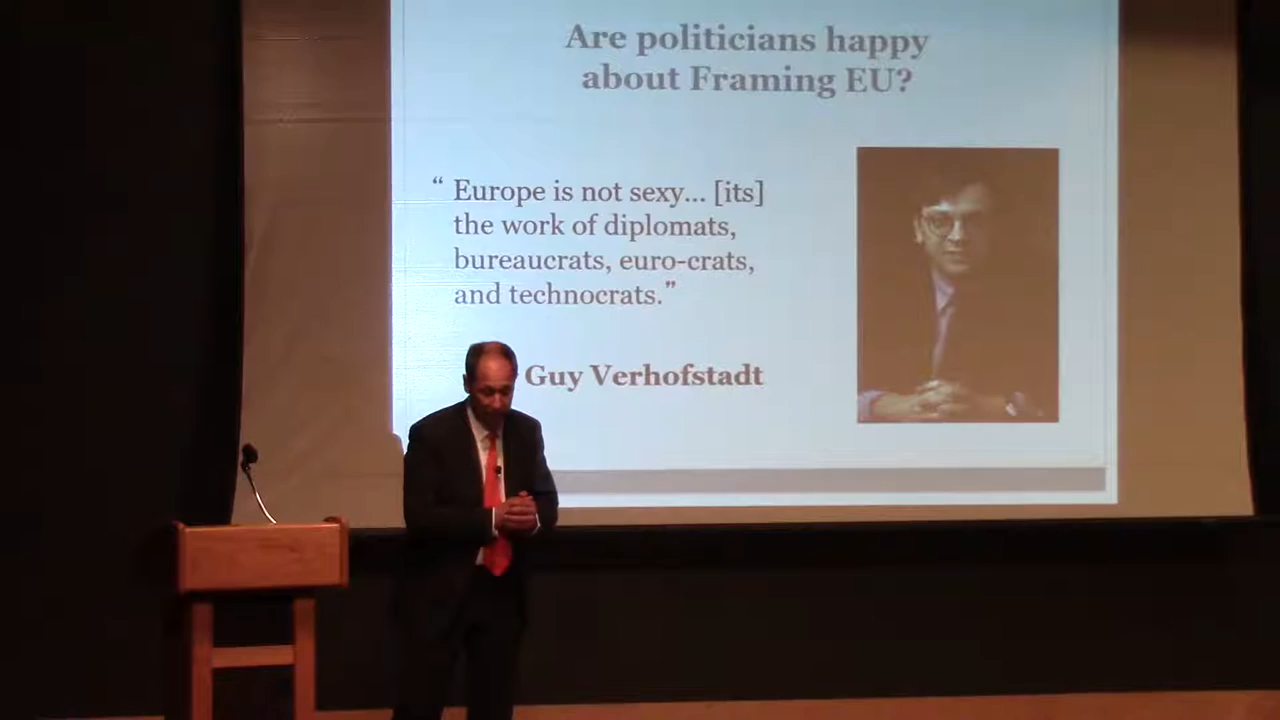 Are politicians happy
about Framing EU?
“ Europe is not sexy... [its]
the work of diplomats,
bureaucrats, euro-crats,
and technocrats.”
Guy Verhofstadt